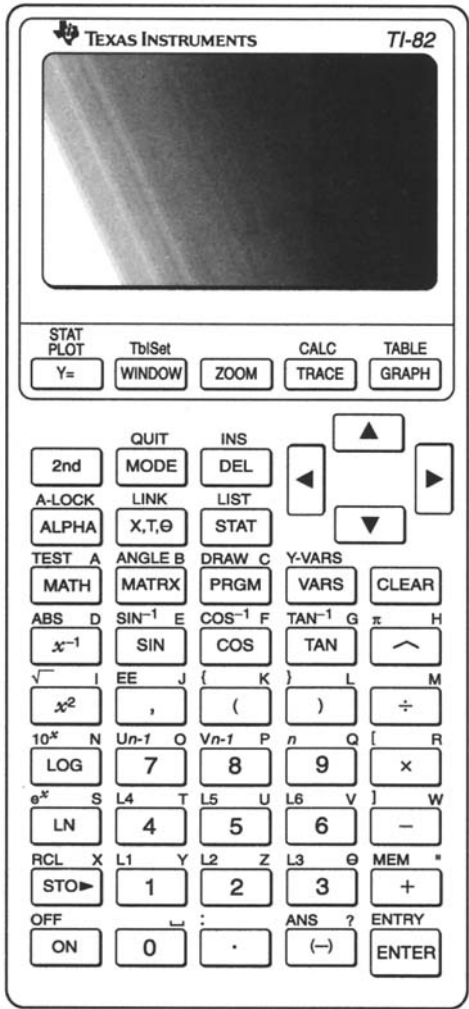 TEXAS INSTRUMENTS TI-82
STAT
PLOT TblSet CALC TABLE
Y= WINDOW ZOOM TRACE GRAPH
QUIT INS
2nd MODE DEL
A-LOCK LINK LIST
ALPHA X,T,Θ STAT
TEST A ANGLE B DRAW C Y-VARS
MATH MATRX PRGM VARS CLEAR
ABS D SIN⁻¹ E COS⁻¹ F TAN⁻¹ G π H
x⁻¹ SIN COS TAN ^
√ I EE J { K } L M
x² , ( ) ÷
10ˣ N Un-1 O Vn-1 P n Q [ R
LOG 7 8 9 ×
eˣ S L4 T L5 U L6 V ] W
LN 4 5 6 −
RCL X L1 Y L2 Z L3 Θ MEM "
STO► 1 2 3 +
OFF ␣ : ANS ? ENTRY
ON 0 . (−) ENTER